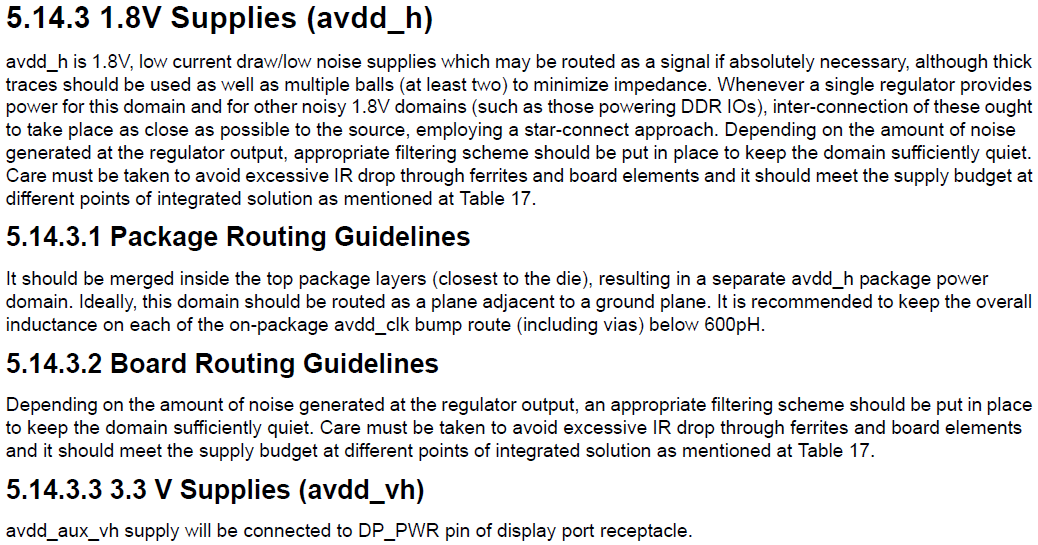 5.14.3 1.8V Supplies (avdd_h)
avdd_h is 1.8V, low current draw/low noise supplies which may be routed as a signal if absolutely necessary, although thick
traces should be used as well as multiple balls (at least two) to minimize impedance. Whenever a single regulator provides
power for this domain and for other noisy 1.8V domains (such as those powering DDR IOs), inter-connection of these ought
to take place as close as possible to the source, employing a star-connect approach. Depending on the amount of noise
generated at the regulator output, appropriate filtering scheme should be put in place to keep the domain sufficiently quiet.
Care must be taken to avoid excessive IR drop through ferrites and board elements and it should meet the supply budget at
different points of integrated solution as mentioned at Table 17.
5.14.3.1 Package Routing Guidelines
It should be merged inside the top package layers (closest to the die), resulting in a separate avdd_h package power
domain. Ideally, this domain should be routed as a plane adjacent to a ground plane. It is recommended to keep the overall
inductance on each of the on-package avdd_clk bump route (including vias) below 600pH.
5.14.3.2 Board Routing Guidelines
Depending on the amount of noise generated at the regulator output, an appropriate filtering scheme should be put in place
to keep the domain sufficiently quiet. Care must be taken to avoid excessive IR drop through ferrites and board elements
and it should meet the supply budget at different points of integrated solution as mentioned at Table 17.
5.14.3.3 3.3 V Supplies (avdd_vh)
avdd_aux_vh supply will be connected to DP_PWR pin of display port receptacle.